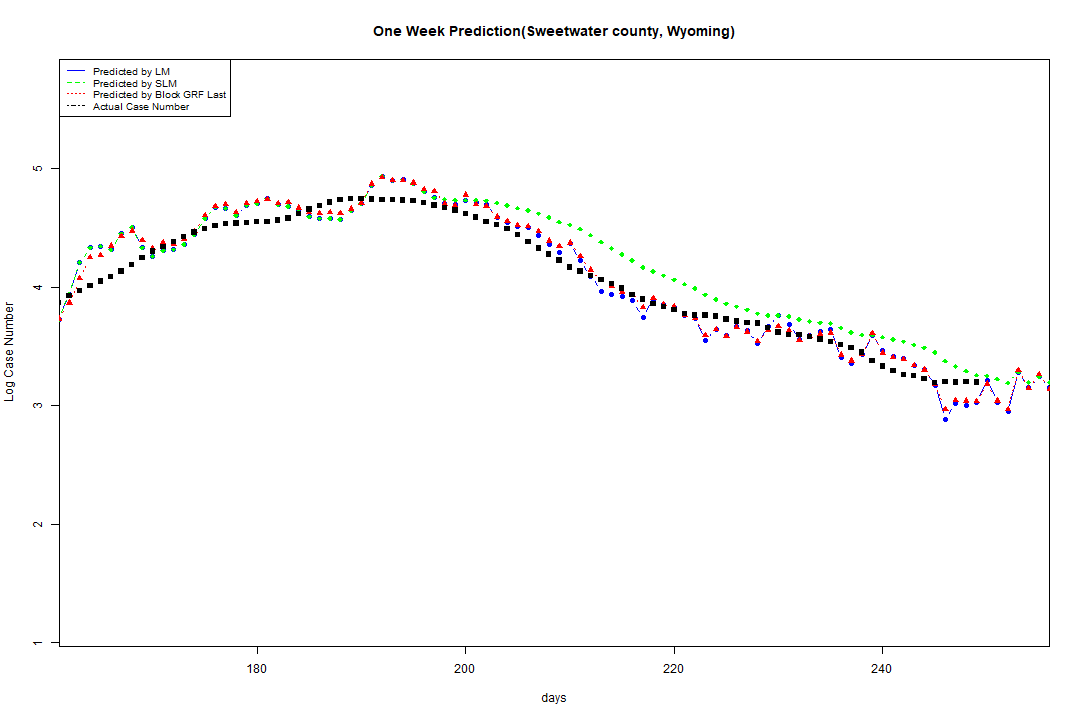 One Week Prediction(Sweetwater county, Wyoming)
Predicted by LM
Predicted by SLM
Predicted by Block GRF Last
Actual Case Number
5
4
3
2
1
Log Case Number
180 200 220 240
days